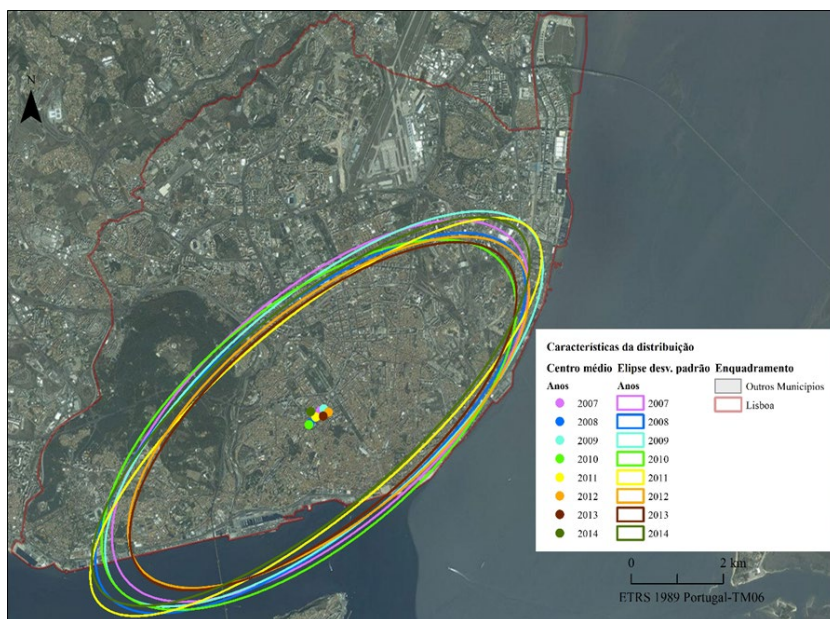 N
Características da distribuição
Centro médio Elipse desv. padrão Enquadramento
Anos Anos Outros Municípios
2007 2007 Lisboa
2008 2008
2009 2009
2010 2010
2011 2011
2012 2012
2013 2013
2014 2014
0 2 km
ETRS 1989 Portugal-TM06